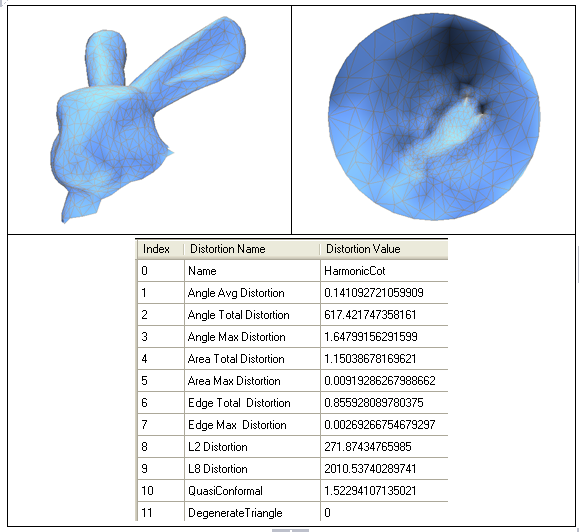 Index Distortion Name Distortion Value
0 Name HarmonicCot
1 Angle Avg Distortion 0.141092721059909
2 Angle Total Distortion 617.421747358161
3 Angle Max Distortion 1.64799156291599
4 Area Total Distortion 1.15038678169621
5 Area Max Distortion 0.00919286267988662
6 Edge Total Distortion 0.855928089780375
7 Edge Max Distortion 0.00269266754679297
8 L2 Distortion 271.87434765985
9 L8 Distortion 2010.53740289741
10 QuasiConformal 1.52294107135021
11 DegenerateTriangle 0